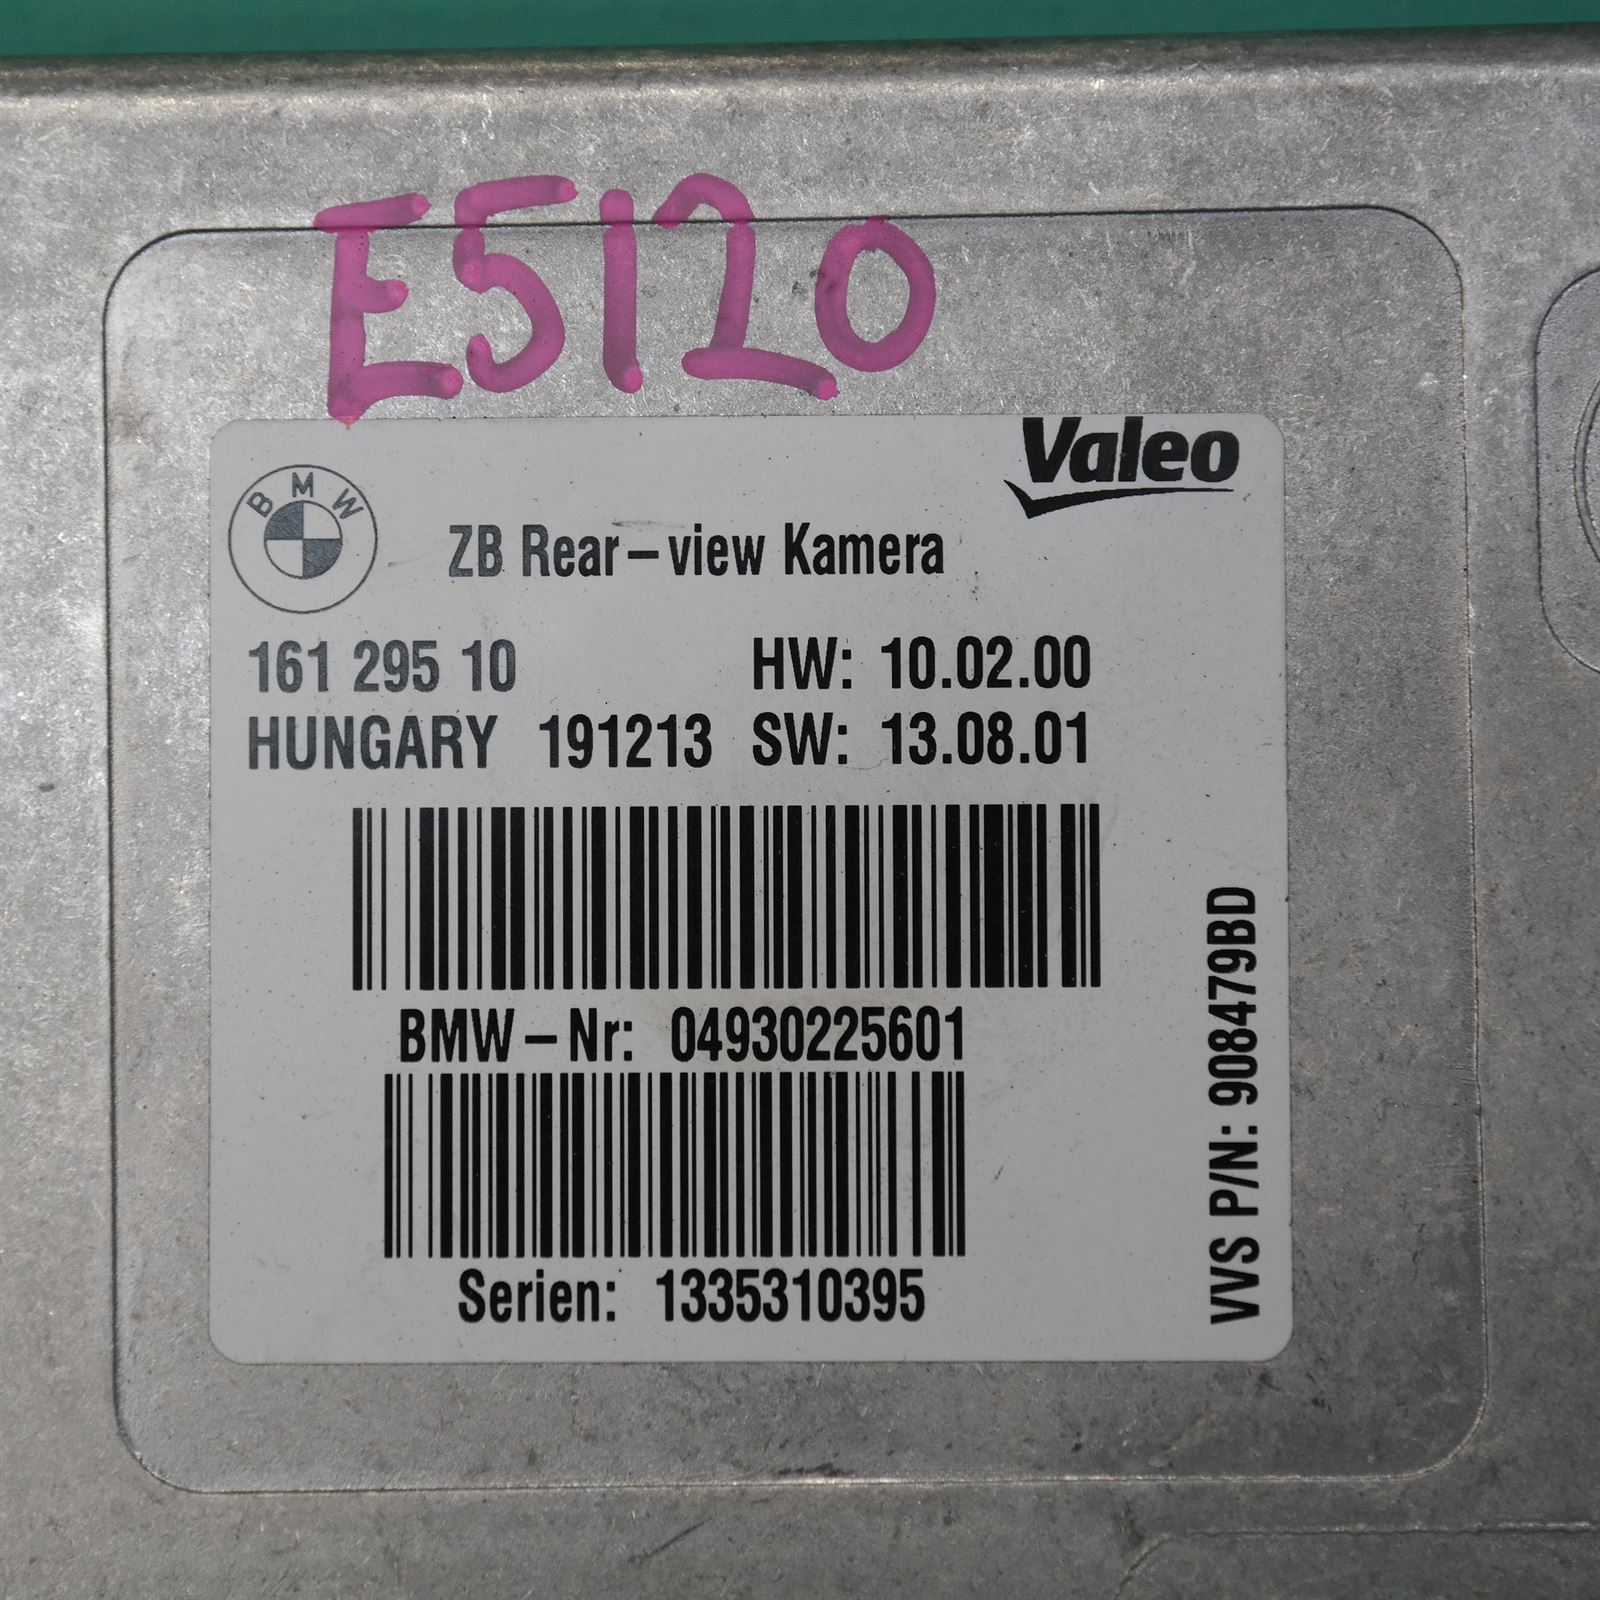 E5120
Valeo
BMW
ZB Rear-view Kamera
161 295 10 HW: 10.02.00
HUNGARY 191213 SW: 13.08.01
BMW-Nr: 04930225601
Serien: 1335310395
VVS P/N: 908479BD